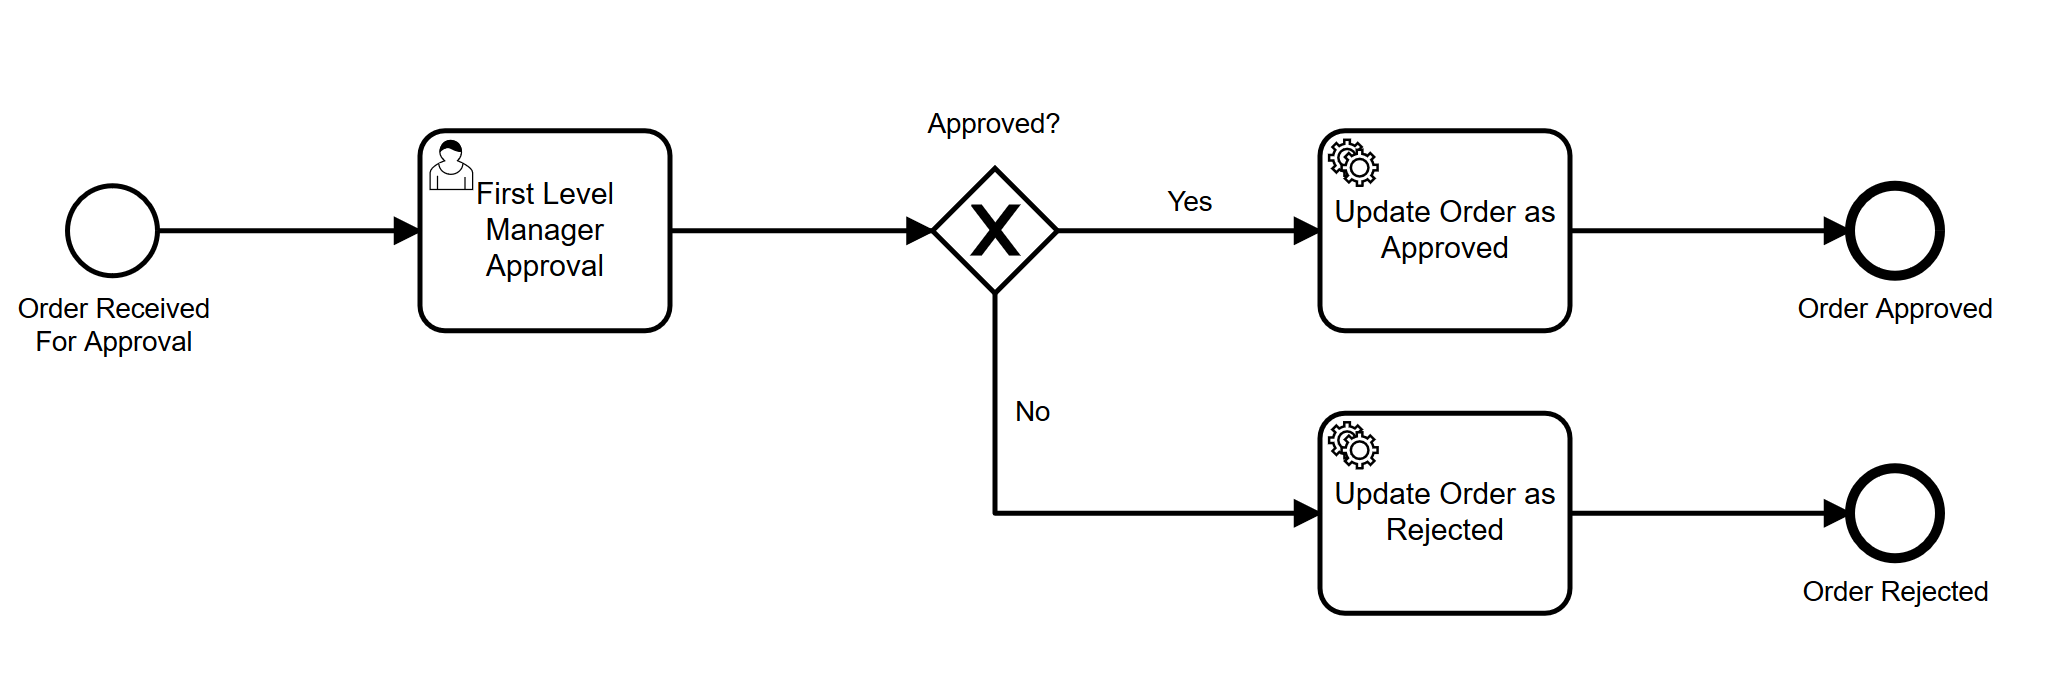 Order Received
For Approval
First Level
Manager
Approval
Approved?
Yes
No
Update Order as
Approved
Order Approved
Update Order as
Rejected
Order Rejected